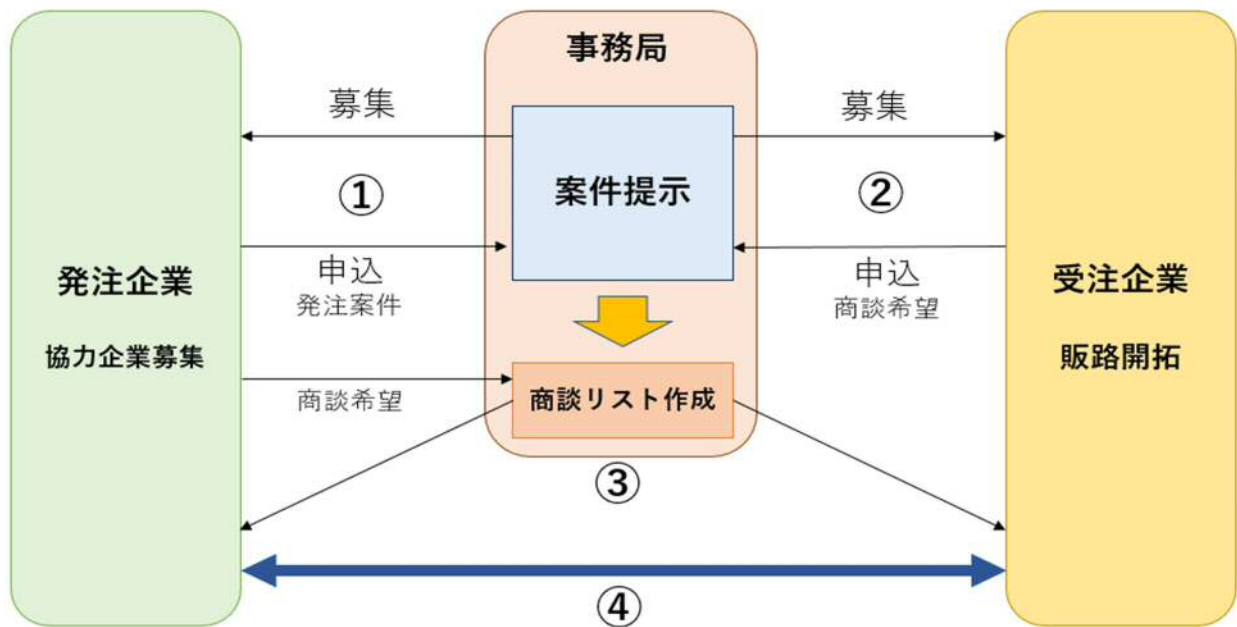 事務局
募集
募集
案件提示
①
②
発注企業
協力企業募集
申込
発注案件
申込
商談希望
受注企業
販路開拓
商談希望
商談リスト作成
③
④